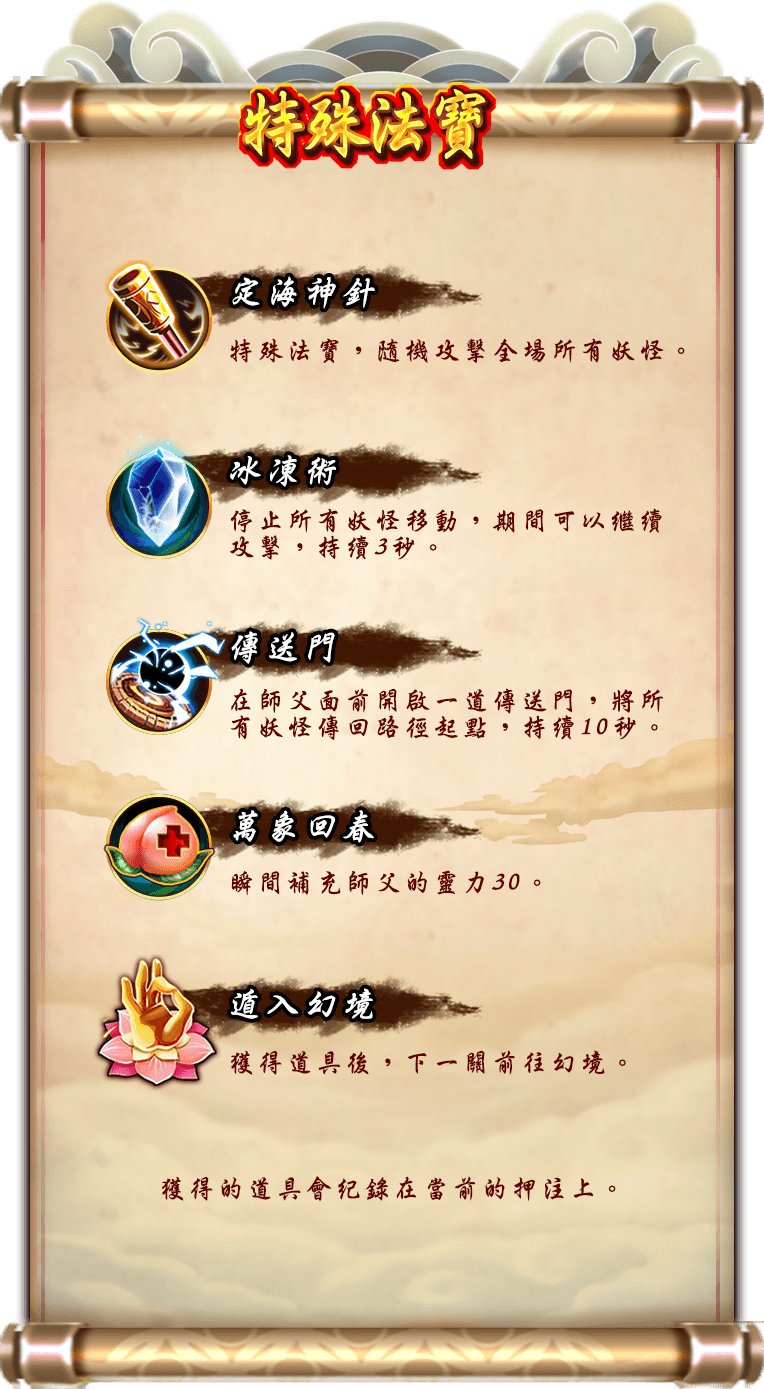 特殊法寶
定海神針
特殊法寶，隨機攻擊全場所有妖怪。
冰凍術
停止所有妖怪移動，期間可以繼續
攻擊，持續3秒。
傳送門
在師父面前開啟一道傳送門，將所
有妖怪傳回路徑起點，持續10秒。
萬象回春
瞬間補充師父的靈力30。
遁入幻境
獲得道具後，下一關前往幻境。
獲得的道具會紀錄在當前的押注上。